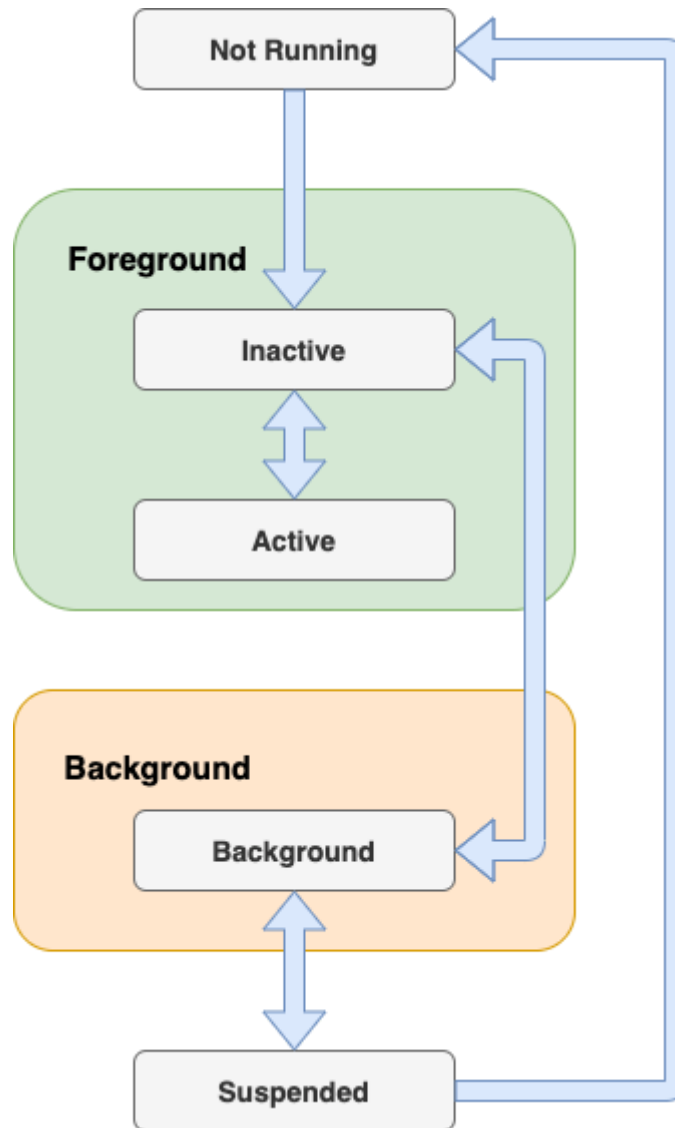 Not Running
Foreground
Inactive
Active
Background
Background
Suspended